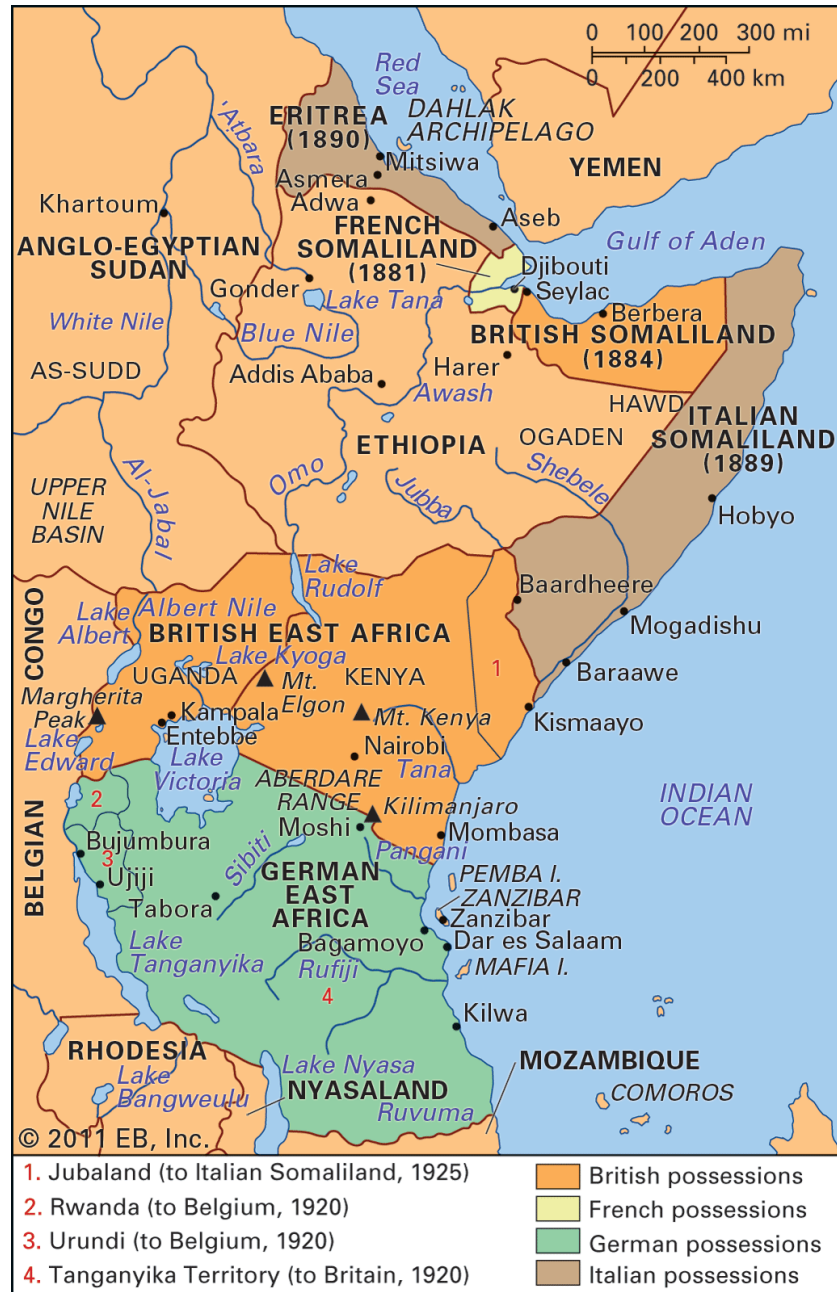 0 100 200 300 mi
0 200 400 km
Red
Sea
DAHLAK
ARCHIPELAGO
ERITREA
(1890)
'Atbara
Mitsiwa
YEMEN
Asmera
Adwa
Khartoum
FRENCH
SOMALILAND
(1881)
Aseb
ANGLO-EGYPTIAN
SUDAN
Gulf of Aden
Djibouti
Gonder
Lake Tana
Seylac
White Nile
Blue Nile
Berbera
BRITISH SOMALILAND
(1884)
AS-SUDD
Addis Ababa
Harer
Awash
HAWD
ITALIAN
SOMALILAND
(1889)
ETHIOPIA
OGADEN
Omo
Jubba
Shebele
Al-Jabal
UPPER
NILE
BASIN
Hobyo
Lake
Rudolf
Baardheere
Lake
Albert
Albert Nile
BRITISH EAST AFRICA
Mogadishu
Lake Kyoga
UGANDA
KENYA
1
Baraawe
Margherita
Peak
Mt.
Elgon
Kampala
Mt. Kenya
Kismaayo
Entebbe
Lake
Edward
Nairobi
Lake
Victoria
Tana
ABERDARE
RANGE
INDIAN
OCEAN
2
Kilimanjaro
Moshi
Mombasa
Bujumbura
Pangani
3
BELGIAN CONGO
Ujiji
Sibiti
GERMAN
EAST
AFRICA
PEMBA I.
ZANZIBAR
Tabora
Zanzibar
Bagamoyo
Dar es Salaam
Lake
Tanganyika
Rufiji
MAFIA I.
4
Kilwa
RHODESIA
Lake Nyasa
MOZAMBIQUE
Lake
Bangweulu
NYASALAND
COMOROS
Ruvuma
© 2011 EB, Inc.
1. Jubaland (to Italian Somaliland, 1925)
2. Rwanda (to Belgium, 1920)
3. Urundi (to Belgium, 1920)
4. Tanganyika Territory (to Britain, 1920)
British possessions
French possessions
German possessions
Italian possessions